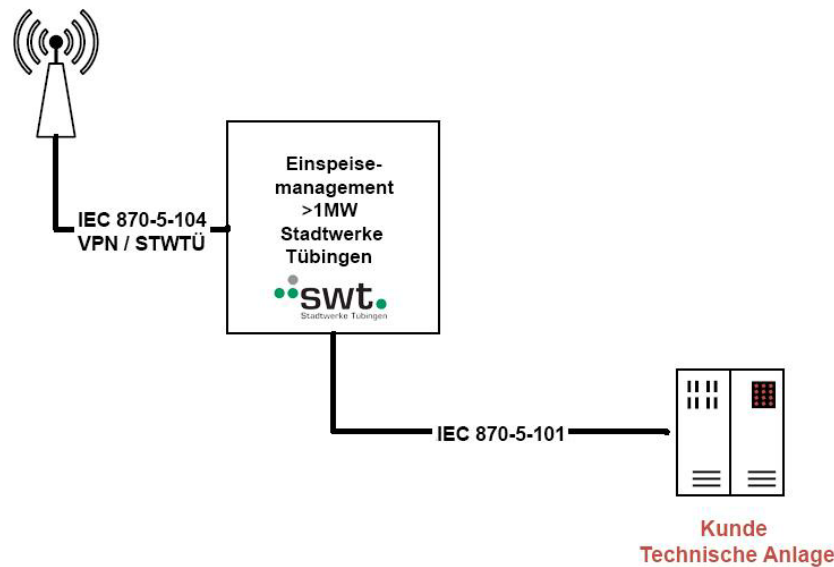 Einspeise-
management
>1MW
Stadtwerke
Tübingen
swt.
Stadtwerke Tübingen
IEC 870-5-104
VPN / STWTÜ
IEC 870-5-101
Kunde
Technische Anlage